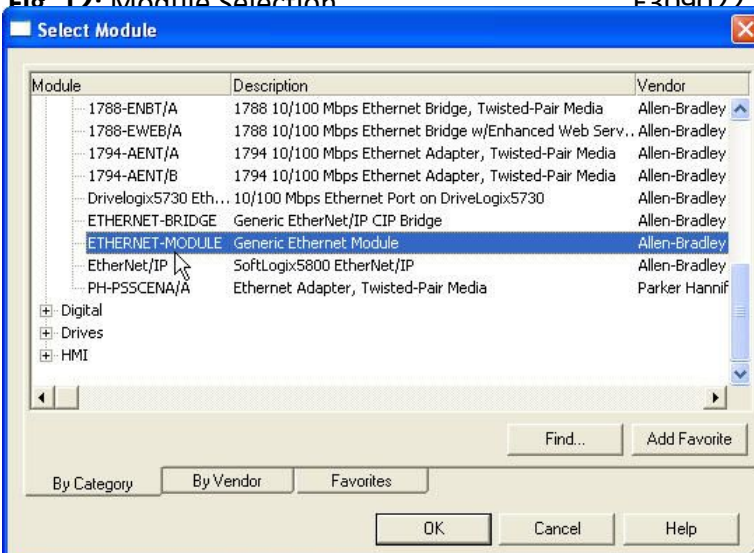 Fig. 12: Module Selection E309022
Select Module
Module Description Vendor
1788-ENBT/A 1788 10/100 Mbps Ethernet Bridge, Twisted-Pair Media Allen-Bradley
1788-EWEB/A 1788 10/100 Mbps Ethernet Bridge w/Enhanced Web Serv.. Allen-Bradley
1794-AENT/A 1794 10/100 Mbps Ethernet Adapter, Twisted-Pair Media Allen-Bradley
1794-AENT/B 1794 10/100 Mbps Ethernet Adapter, Twisted-Pair Media Allen-Bradley
Drivelogix5730 Eth... 10/100 Mbps Ethernet Port on DriveLogix5730 Allen-Bradley
ETHERNET-BRIDGE Generic EtherNet/IP CIP Bridge Allen-Bradley
ETHERNET-MODULE Generic Ethernet Module Allen-Bradley
EtherNet/IP SoftLogix5800 EtherNet/IP Allen-Bradley
PH-PSSCENA/A Ethernet Adapter, Twisted-Pair Media Parker Hannif
Digital
Drives
HMI
Find... Add Favorite
By Category By Vendor Favorites
OK Cancel Help